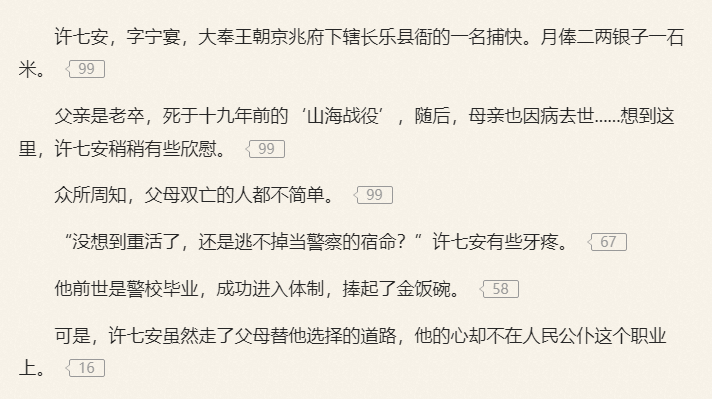 许七安，字宁宴，大奉王朝京兆府下辖长乐县衙的一名捕快。月俸二两银子一石
米。 99
父亲是老卒，死于十九年前的‘山海战役’，随后，母亲也因病去世……想到这
里，许七安稍稍有些欣慰。 99
众所周知，父母双亡的人都不简单。 99
“没想到重活了，还是逃不掉当警察的宿命？”许七安有些牙疼。 67
他前世是警校毕业，成功进入体制，捧起了金饭碗。 58
可是，许七安虽然走了父母替他选择的道路，他的心却不在人民公仆这个职业
上。 16